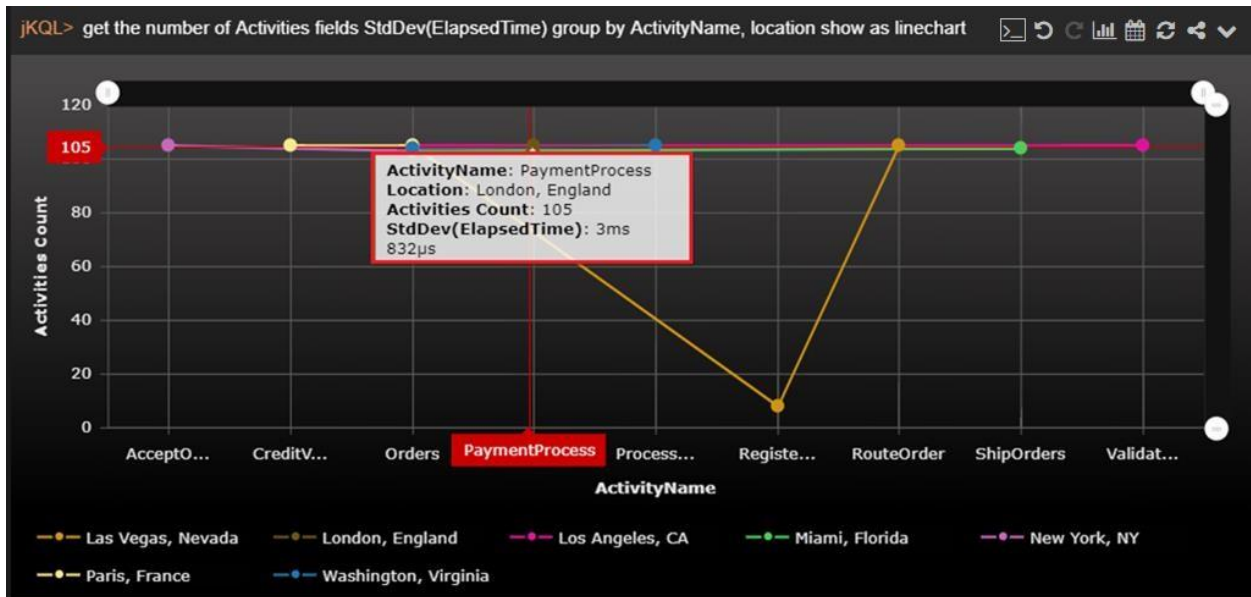 jKQL> get the number of Activities fields StdDev(ElapsedTime) group by ActivityName, location show as linechart
120
105
80
60
40
20
0
Activities Count
ActivityName: PaymentProcess
Location: London, England
Activities Count: 105
StdDev(ElapsedTime): 3ms
832µs
AcceptO... CreditV... Orders PaymentProcess Process... Registe... RouteOrder ShipOrders Validat...
ActivityName
Las Vegas, Nevada London, England Los Angeles, CA Miami, Florida New York, NY
Paris, France Washington, Virginia